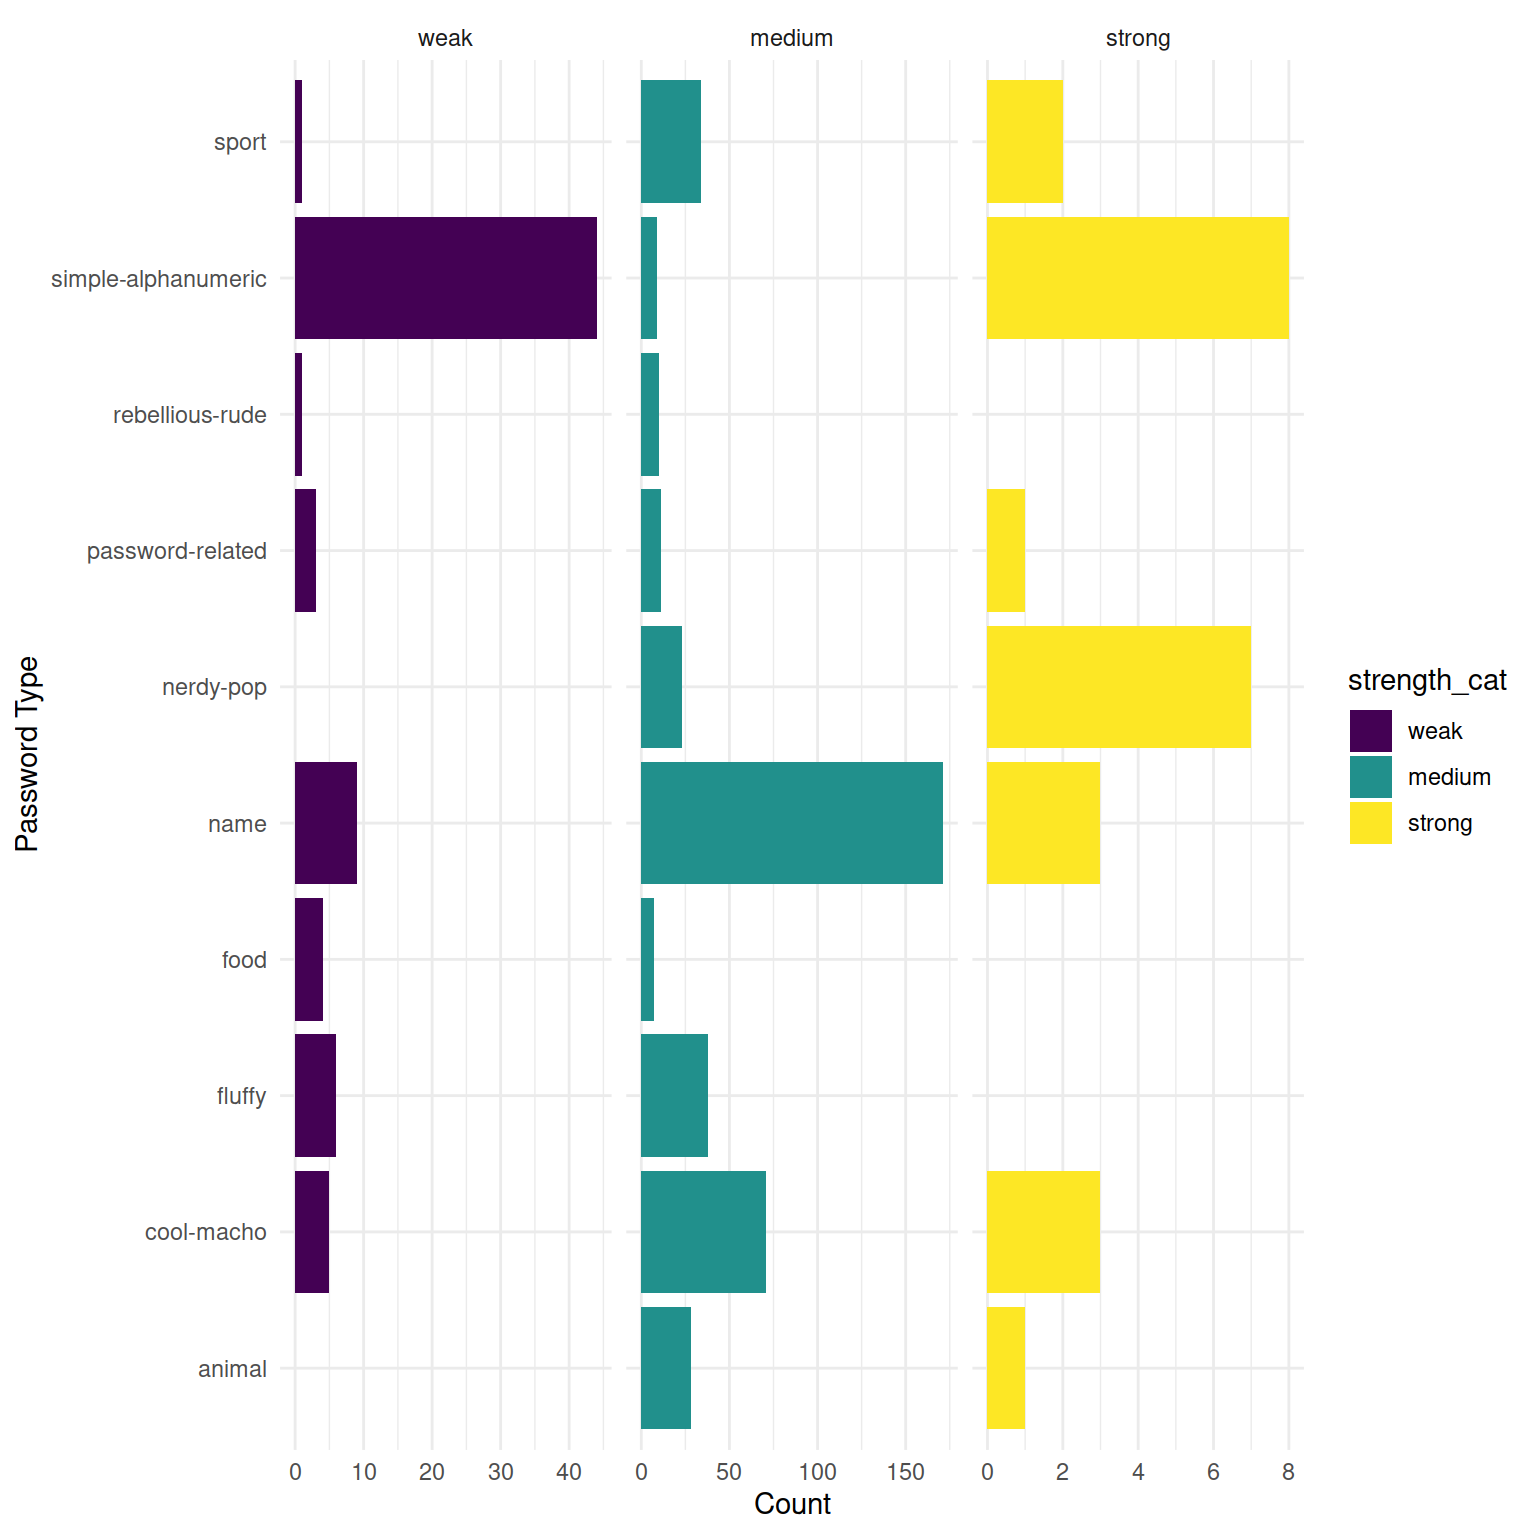 weak medium strong
sport
simple-alphanumeric
rebellious-rude
password-related
nerdy-pop
name
food
fluffy
cool-macho
animal
Password Type
0 10 20 30 40 0 50 100 150 0 2 4 6 8
Count
strength_cat
weak
medium
strong